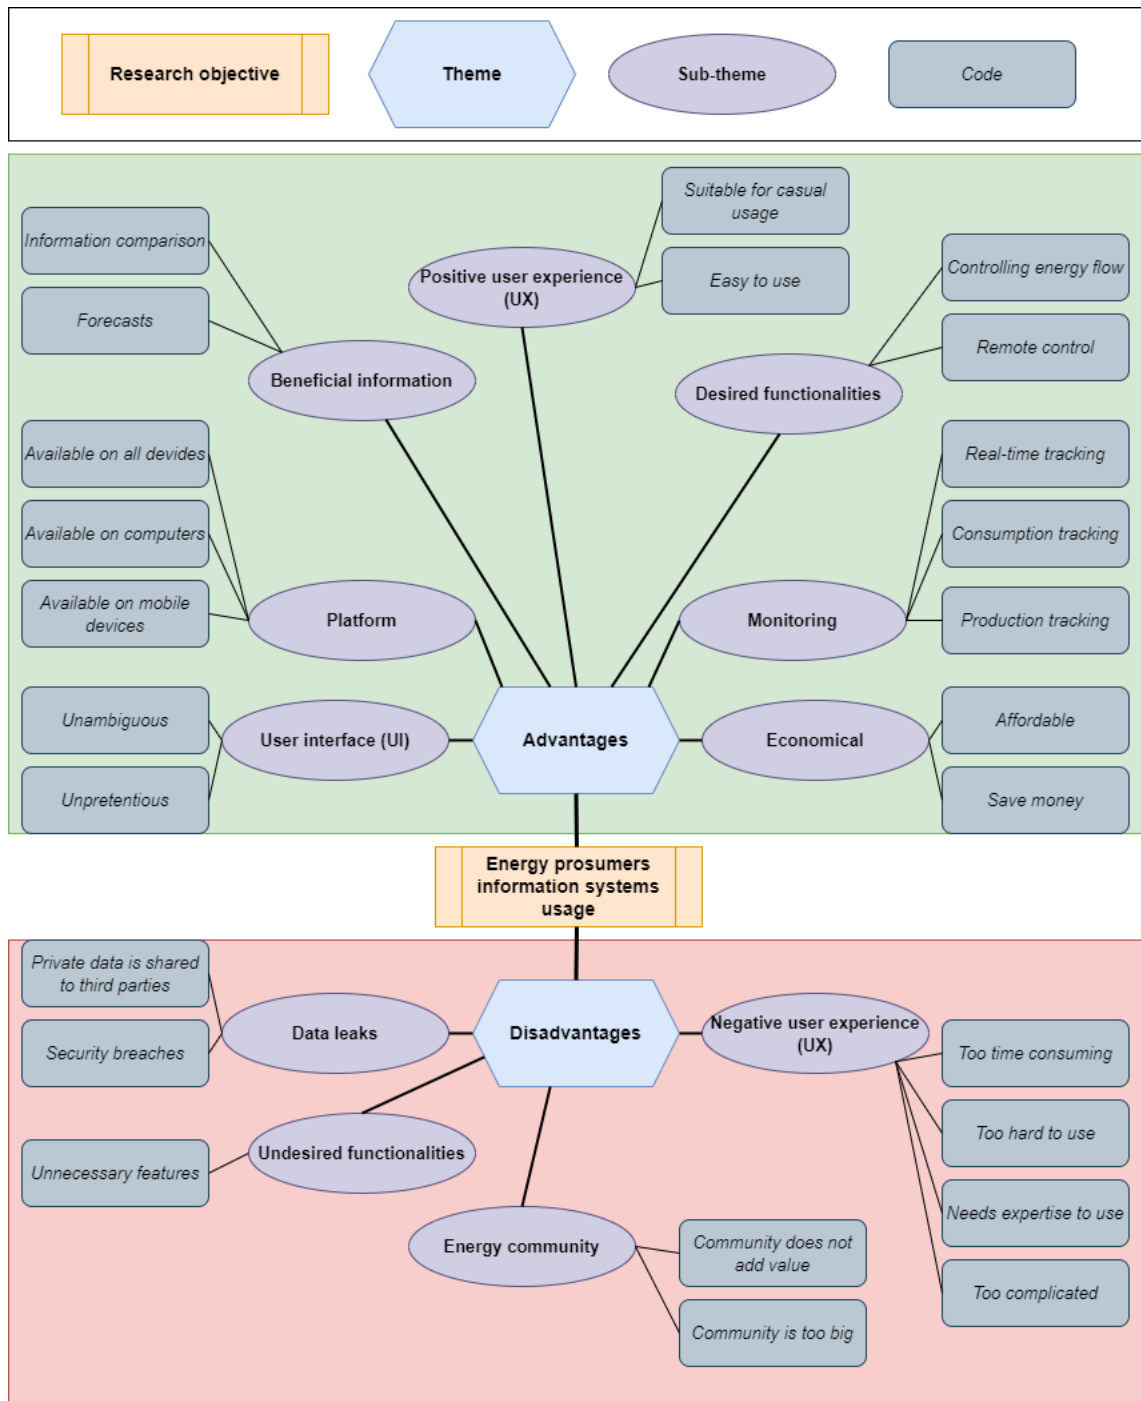 Research objective
Theme
Sub-theme
Code
Suitable for casual
usage
Information comparison
Positive user experience
(UX)
Controlling energy flow
Easy to use
Forecasts
Remote control
Beneficial information
Desired functionalities
Available on all devides
Real-time tracking
Available on computers
Consumption tracking
Available on mobile
devices
Platform
Monitoring
Production tracking
Unambiguous
User interface (UI)
Advantages
Economical
Affordable
Unpretentious
Save money
Energy prosumers
information systems
usage
Private data is shared
to third parties
Data leaks
Disadvantages
Negative user experience
(UX)
Security breaches
Too time consuming
Too hard to use
Undesired functionalities
Unnecessary features
Needs expertise to use
Energy community
Community does not
add value
Too complicated
Community is too big